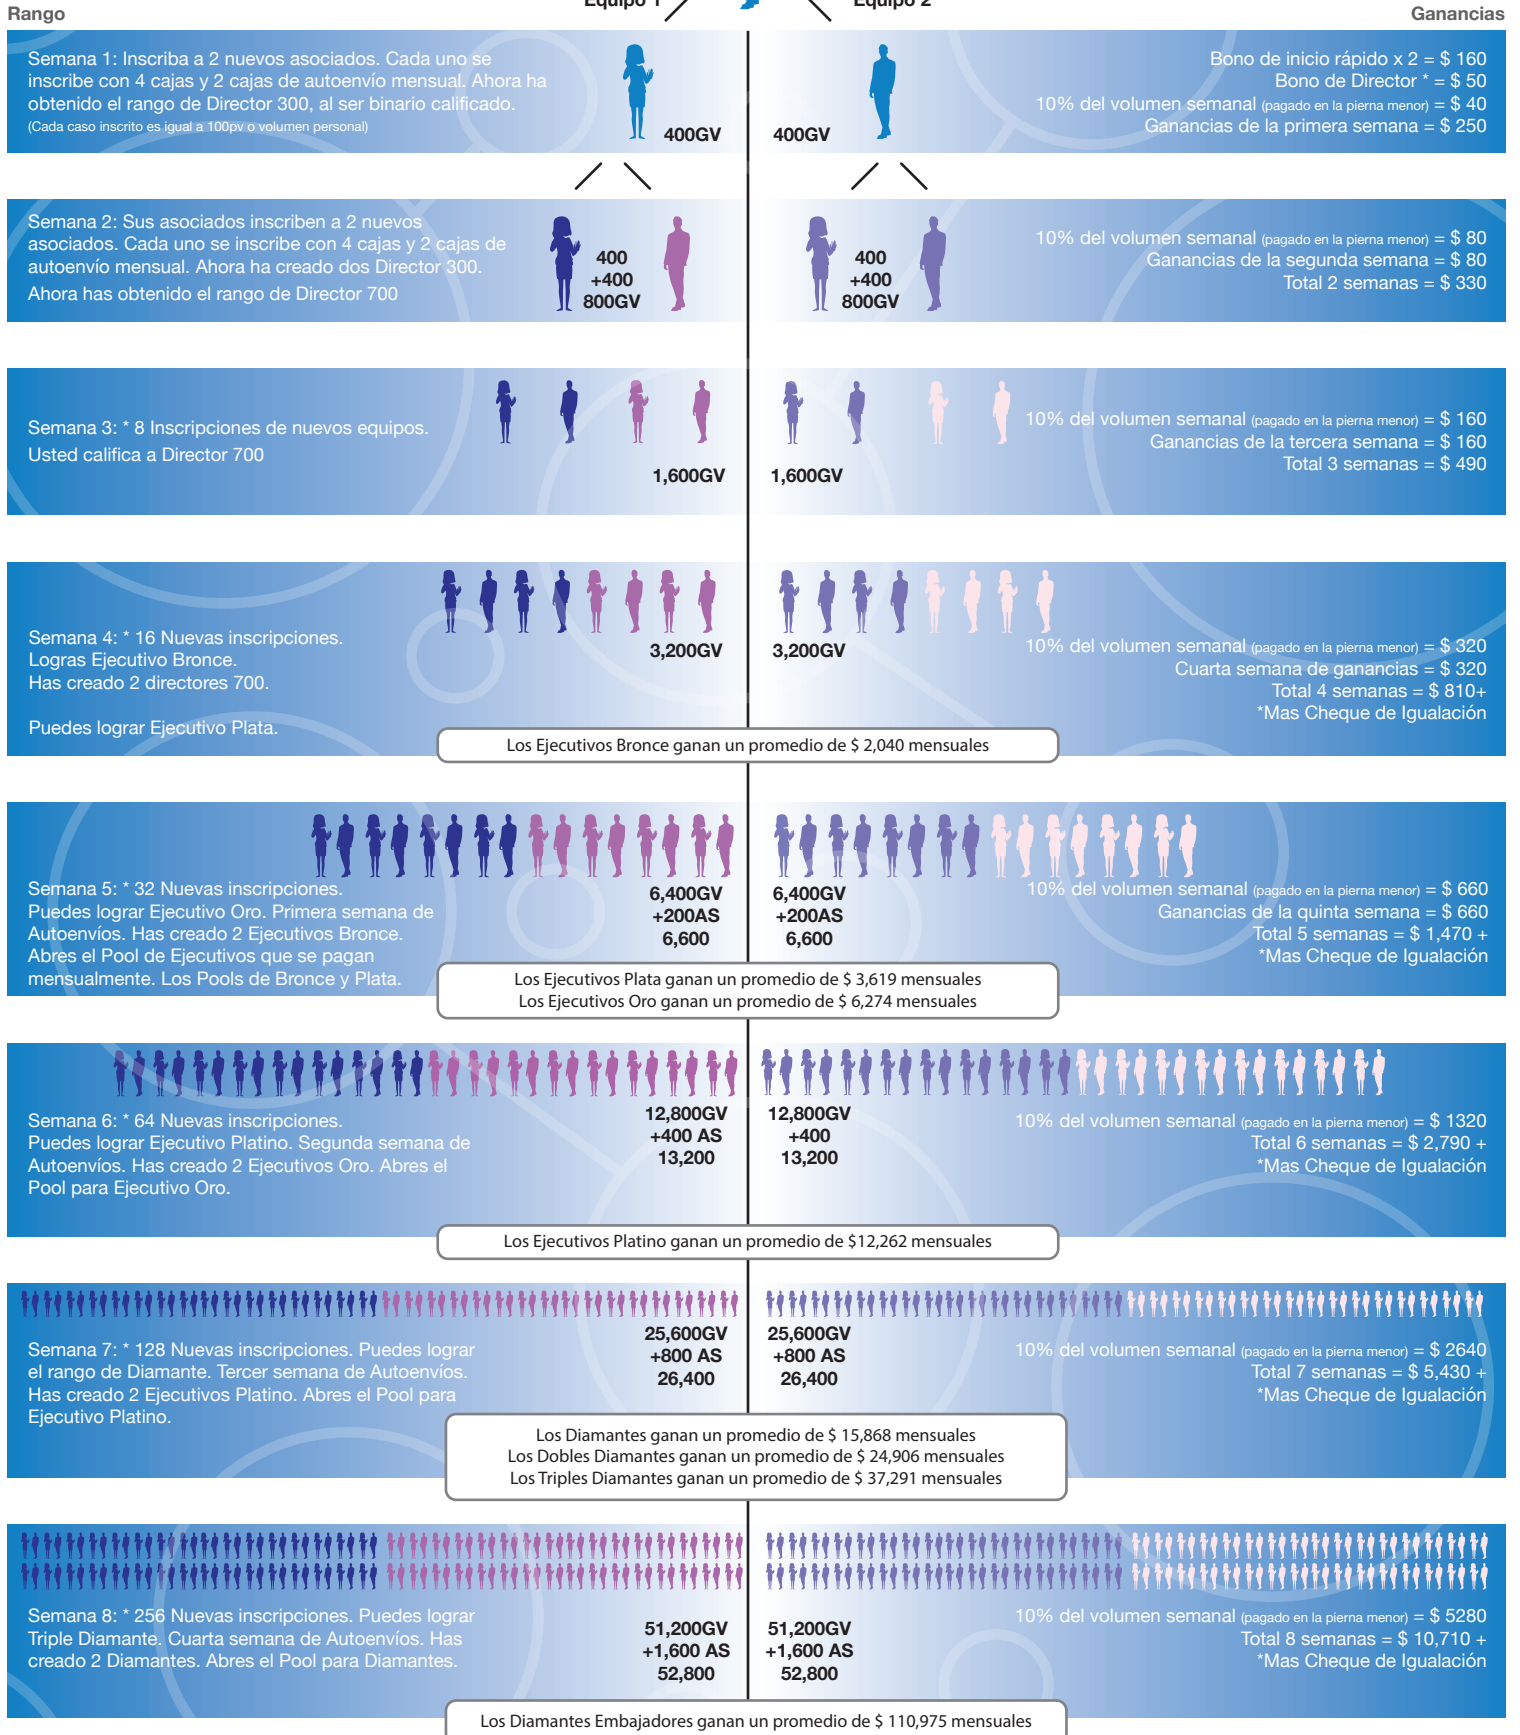 Equipo 1
Equipo 2
Rango
Ganancias
Semana 1: Inscriba a 2 nuevos asociados. Cada uno se
inscribe con 4 cajas y 2 cajas de autoenvío mensual. Ahora ha
obtenido el rango de Director 300, al ser binario calificado.
(Cada caso inscrito es igual a 100pv o volumen personal)
400GV
400GV
Bono de inicio rápido x 2 = $ 160
Bono de Director * = $ 50
10% del volumen semanal (pagado en la pierna menor) = $ 40
Ganancias de la primera semana = $ 250
Semana 2: Sus asociados inscriben a 2 nuevos
asociados. Cada uno se inscribe con 4 cajas y 2 cajas de
autoenvío mensual. Ahora ha creado dos Director 300.
Ahora has obtenido el rango de Director 700
400
+400
800GV
400
+400
800GV
10% del volumen semanal (pagado en la pierna menor) = $ 80
Ganancias de la segunda semana = $ 80
Total 2 semanas = $ 330
Semana 3: * 8 Inscripciones de nuevos equipos.
Usted califica a Director 700
1,600GV
1,600GV
10% del volumen semanal (pagado en la pierna menor) = $ 160
Ganancias de la tercera semana = $ 160
Total 3 semanas = $ 490
Semana 4: * 16 Nuevas inscripciones.
Logras Ejecutivo Bronce.
Has creado 2 directores 700.
Puedes lograr Ejecutivo Plata.
3,200GV
3,200GV
10% del volumen semanal (pagado en la pierna menor) = $ 320
Cuarta semana de ganancias = $ 320
Total 4 semanas = $ 810+
*Mas Cheque de Igualación
Los Ejecutivos Bronce ganan un promedio de $ 2,040 mensuales
Semana 5: * 32 Nuevas inscripciones.
Puedes lograr Ejecutivo Oro. Primera semana de
Autoenvíos. Has creado 2 Ejecutivos Bronce.
Abres el Pool de Ejecutivos que se pagan
mensualmente. Los Pools de Bronce y Plata.
6,400GV
+200AS
6,600
6,400GV
+200AS
6,600
10% del volumen semanal (pagado en la pierna menor) = $ 660
Ganancias de la quinta semana = $ 660
Total 5 semanas = $ 1,470 +
*Mas Cheque de Igualación
Los Ejecutivos Plata ganan un promedio de $ 3,619 mensuales
Los Ejecutivos Oro ganan un promedio de $ 6,274 mensuales
Semana 6: * 64 Nuevas inscripciones.
Puedes lograr Ejecutivo Platino. Segunda semana de
Autoenvíos. Has creado 2 Ejecutivos Oro. Abres el
Pool para Ejecutivo Oro.
12,800GV
+400 AS
13,200
12,800GV
+400
13,200
10% del volumen semanal (pagado en la pierna menor) = $ 1320
Total 6 semanas = $ 2,790 +
*Mas Cheque de Igualación
Los Ejecutivos Platino ganan un promedio de $12,262 mensuales
Semana 7: * 128 Nuevas inscripciones. Puedes lograr
el rango de Diamante. Tercer semana de Autoenvíos.
Has creado 2 Ejecutivos Platino. Abres el Pool para
Ejecutivo Platino.
25,600GV
+800 AS
26,400
25,600GV
+800 AS
26,400
10% del volumen semanal (pagado en la pierna menor) = $ 2640
Total 7 semanas = $ 5,430 +
*Mas Cheque de Igualación
Los Diamantes ganan un promedio de $ 15,868 mensuales
Los Dobles Diamantes ganan un promedio de $ 24,906 mensuales
Los Triples Diamantes ganan un promedio de $ 37,291 mensuales
Semana 8: * 256 Nuevas inscripciones. Puedes lograr
Triple Diamante. Cuarta semana de Autoenvíos. Has
creado 2 Diamantes. Abres el Pool para Diamantes.
51,200GV
+1,600 AS
52,800
51,200GV
+1,600 AS
52,800
10% del volumen semanal (pagado en la pierna menor) = $ 5280
Total 8 semanas = $ 10,710 +
*Mas Cheque de Igualación
Los Diamantes Embajadores ganan un promedio de $ 110,975 mensuales